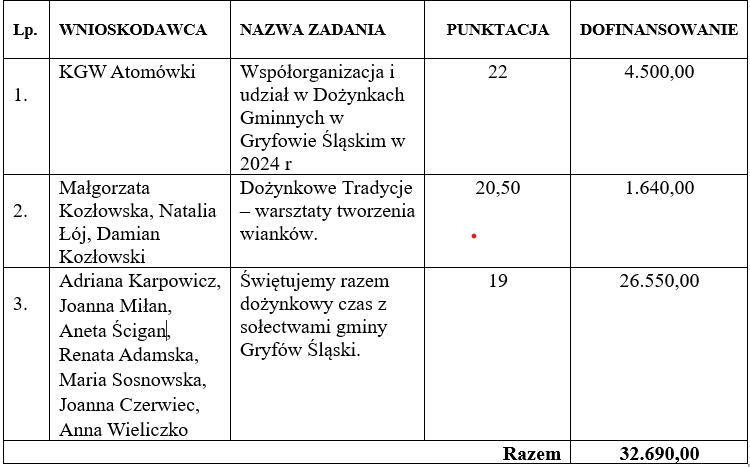 Lp. WNIOSKODAWCA NAZWA ZADANIA PUNKTACJA DOFINANSOWANIE
1. KGW Atomówki Współorganizacja i 22 4.500,00
udział w Dożynkach
Gminnych w
Gryfowie Śląskim w
2024 r
2. Małgorzata Dożynkowe Tradycje 20,50 1.640,00
Kozłowska, Natalia – warsztaty tworzenia
Łój, Damian wianków.
Kozłowski
3. Adriana Karpowicz, Świętujemy razem 19 26.550,00
Joanna Miłan, dożynkowy czas z
Aneta Ścigan, sołectwami gminy
Renata Adamska, Gryfów Śląski.
Maria Sosnowska,
Joanna Czerwiec,
Anna Wieliczko
Razem 32.690,00